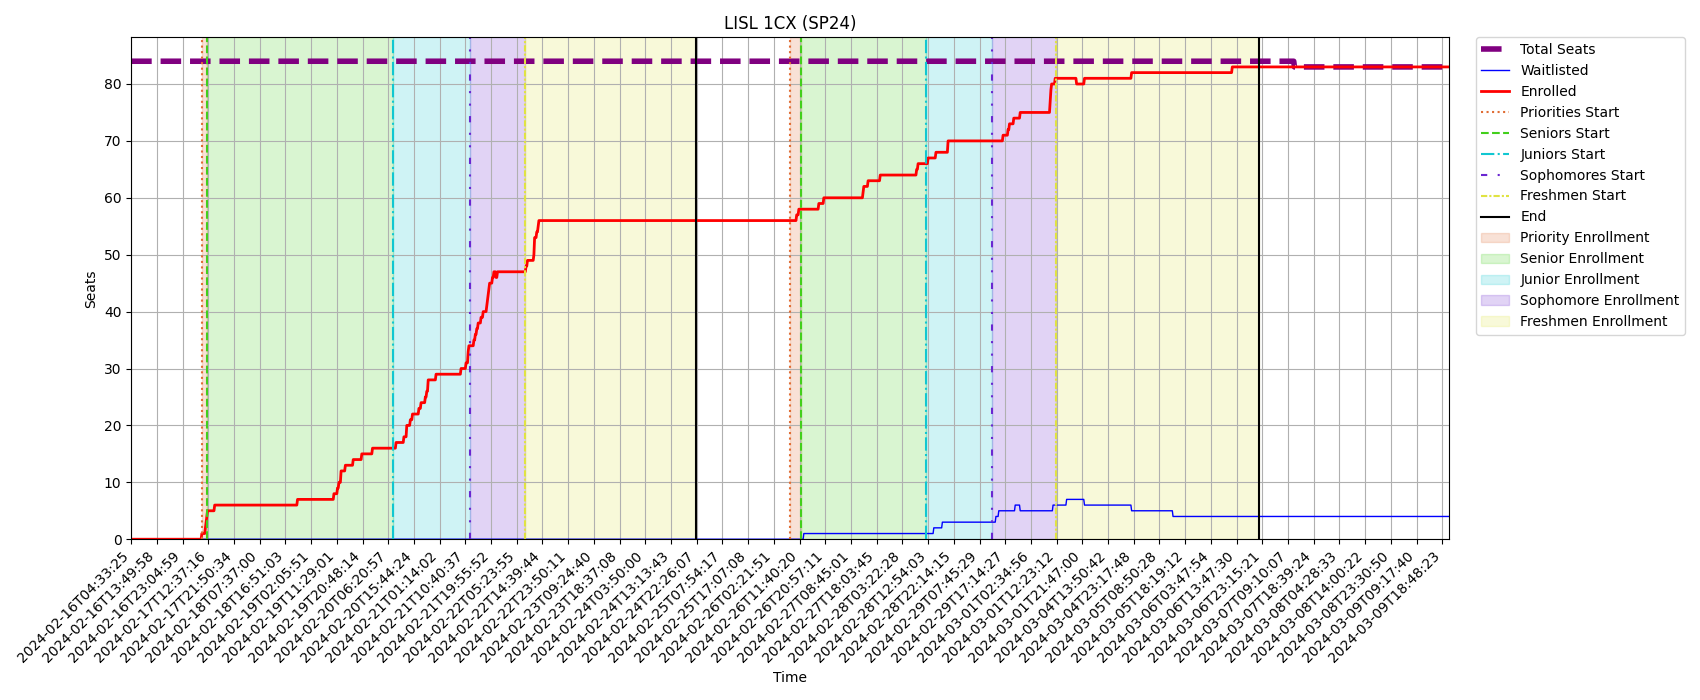 LISL 1CX (SP24)
Seats
80
70
60
50
40
30
20
10
0
2024-02-16T04:33:25
2024-02-16T13:49:58
2024-02-16T23:04:59
2024-02-17T12:37:16
2024-02-17T21:50:34
2024-02-18T07:37:00
2024-02-18T16:51:03
2024-02-19T02:05:51
2024-02-19T11:29:01
2024-02-19T20:48:14
2024-02-20T06:20:57
2024-02-20T15:44:24
2024-02-21T01:14:02
2024-02-21T10:40:37
2024-02-21T19:55:52
2024-02-22T05:23:55
2024-02-22T14:39:44
2024-02-22T23:50:11
2024-02-23T09:24:40
2024-02-23T18:37:08
2024-02-24T03:50:00
2024-02-24T13:13:43
2024-02-24T22:26:07
2024-02-25T07:54:17
2024-02-25T17:07:08
2024-02-26T02:21:51
2024-02-26T11:40:20
2024-02-26T20:57:11
2024-02-27T08:45:01
2024-02-27T18:03:45
2024-02-28T03:22:28
2024-02-28T12:54:03
2024-02-28T22:14:15
2024-02-29T07:45:29
2024-02-29T17:14:27
2024-03-01T02:34:56
2024-03-01T12:23:12
2024-03-01T21:47:00
2024-03-04T13:50:42
2024-03-04T23:17:48
2024-03-05T08:50:28
2024-03-05T18:19:12
2024-03-06T03:47:54
2024-03-06T13:47:30
2024-03-06T23:15:21
2024-03-07T09:10:07
2024-03-07T18:39:24
2024-03-08T04:28:33
2024-03-08T14:00:22
2024-03-08T23:30:50
2024-03-09T09:17:40
2024-03-09T18:48:23
Time
Total Seats
Waitlisted
Enrolled
Priorities Start
Seniors Start
Juniors Start
Sophomores Start
Freshmen Start
End
Priority Enrollment
Senior Enrollment
Junior Enrollment
Sophomore Enrollment
Freshmen Enrollment